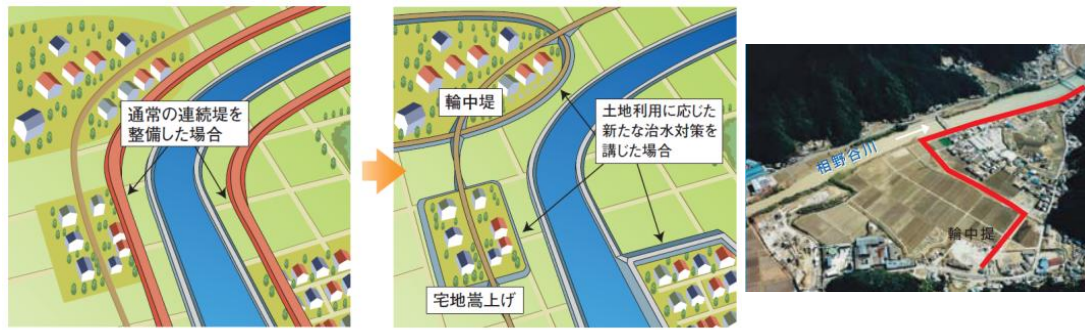 通常の連続堤を
整備した場合
輪中堤
土地利用に応じた
新たな治水対策を
講じた場合
宅地嵩上げ
相野谷川
輪中提